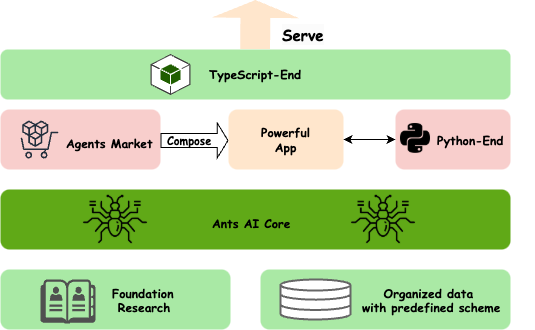 Serve
TypeScript-End
Agents Market
Compose
Powerful
App
Python-End
Ants AI Core
Foundation
Research
Organized data
with predefined scheme